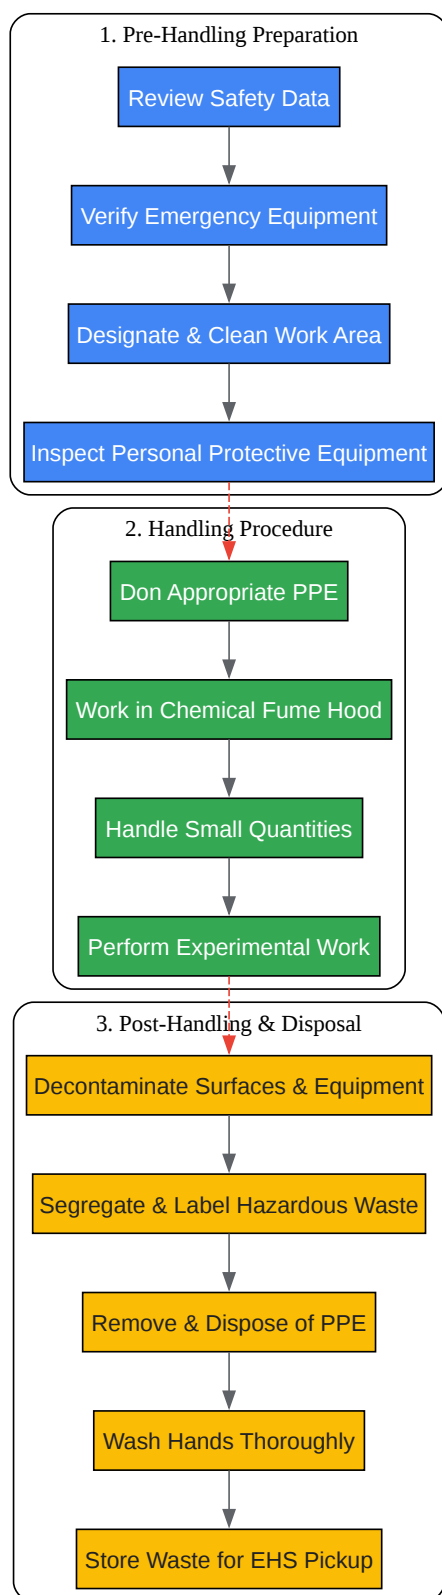 1. Pre-Handling Preparation
Review Safety Data
Verify Emergency Equipment
Designate & Clean Work Area
Inspect Personal Protective Equipment
2. Handling Procedure
Don Appropriate PPE
Work in Chemical Fume Hood
Handle Small Quantities
Perform Experimental Work
3. Post-Handling & Disposal
Decontaminate Surfaces & Equipment
Segregate & Label Hazardous Waste
Remove & Dispose of PPE
Wash Hands Thoroughly
Store Waste for EHS Pickup